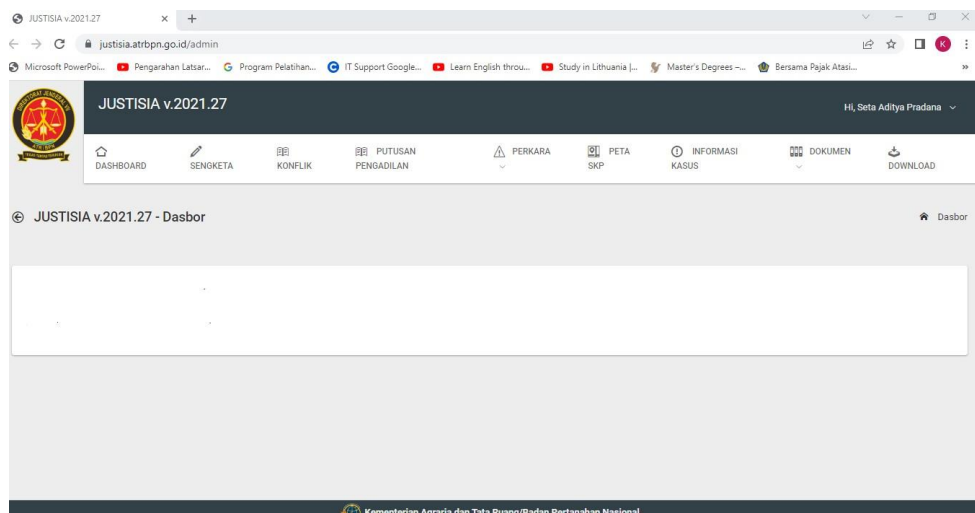 JUSTISIA v.2021.27
justisia.atrbpn.go.id/admin
Microsoft PowerPoi... Pengarahan Latsar... Program Pelatihan... IT Support Google... Learn English throu... Study in Lithuania |... Master's Degrees –... Bersama Pajak Atasi... »
JUSTISIA v.2021.27
Hi, Seta Aditya Pradana
DASHBOARD
SENGKETA
KONFLIK
PUTUSAN
PENGADILAN
PERKARA
PETA
SKP
INFORMASI
KASUS
DOKUMEN
DOWNLOAD
JUSTISIA v.2021.27 - Dasbor
Dasbor
Kementerian Agraria dan Tata Ruang/Badan Pertanahan Nasional